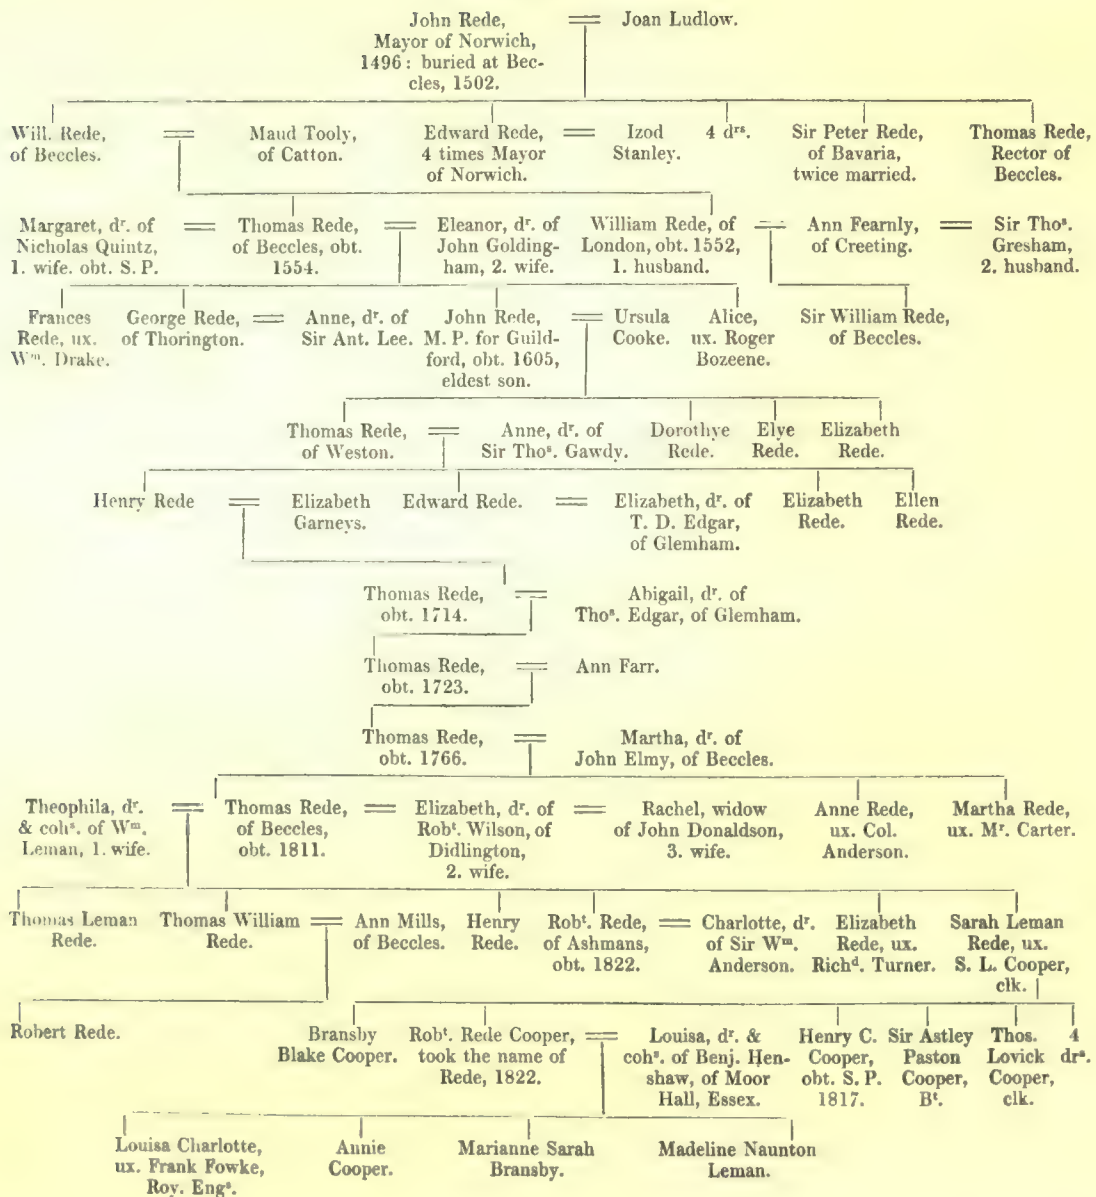 John Rede,
Mayor of Norwich,
1496: buried at Bec-
cles, 1502.
Joan Ludlow.
Will. Rede,
of Beccles.
Maud Tooly,
of Catton.
Edward Rede,
4 times Mayor
of Norwich.
Izod
Stanley.
4 drs.
Sir Peter Rede,
of Bavaria,
twice married.
Thomas Rede,
Rector of
Beccles.
Margaret, dr. of
Nicholas Quintz,
1. wife. obt. S. P.
Thomas Rede,
of Beccles, obt.
1554.
Eleanor, dr. of
John Golding-
ham, 2. wife.
William Rede, of
London, obt. 1552,
1. husband.
Ann Fearnly,
of Creeting.
Sir Thos.
Gresham,
2. husband.
Frances
Rede, ux.
Wm. Drake.
George Rede,
of Thorington.
Anne, dr. of
Sir Ant. Lee.
John Rede,
M. P. for Guild-
ford, obt. 1605,
eldest son.
Ursula
Cooke.
Alice,
ux. Roger
Bozeene.
Sir William Rede,
of Beccles.
Thomas Rede,
of Weston.
Anne, dr. of
Sir Thos. Gawdy.
Dorothye
Rede.
Elye
Rede.
Elizabeth
Rede.
Henry Rede
Elizabeth
Garneys.
Edward Rede.
Elizabeth, dr. of
T. D. Edgar,
of Glemham.
Elizabeth
Rede.
Ellen
Rede.
Thomas Rede,
obt. 1714.
Abigail, dr. of
Thos. Edgar, of Glemham.
Thomas Rede,
obt. 1723.
Ann Farr.
Thomas Rede,
obt. 1766.
Martha, dr. of
John Elmy, of Beccles.
Theophila, dr.
& cohs. of Wm.
Leman, 1. wife.
Thomas Rede,
of Beccles,
obt. 1811.
Elizabeth, dr. of
Robt. Wilson, of
Didlington,
2. wife.
Rachel, widow
of John Donaldson,
3. wife.
Anne Rede,
ux. Col.
Anderson.
Martha Rede,
ux. Mr. Carter.
Thomas Leman
Rede.
Thomas William
Rede.
Ann Mills,
of Beccles.
Henry
Rede.
Robt. Rede,
of Ashmans,
obt. 1822.
Charlotte, dr.
of Sir Wm.
Anderson.
Elizabeth
Rede, ux.
Richd. Turner.
Sarah Leman
Rede, ux.
S. L. Cooper,
clk.
Robert Rede.
Bransby
Blake Cooper.
Robt. Rede Cooper,
took the name of
Rede, 1822.
Louisa, dr. &
cohs. of Benj. Hen-
shaw, of Moor
Hall, Essex.
Henry C.
Cooper,
obt. S. P.
1817.
Sir Astley
Paston
Cooper,
Bt.
Thos.
Lovick
Cooper,
clk.
4
drs.
Louisa Charlotte,
ux. Frank Fowke,
Roy. Engs.
Annie
Cooper.
Marianne Sarah
Bransby.
Madeline Naunton
Leman.